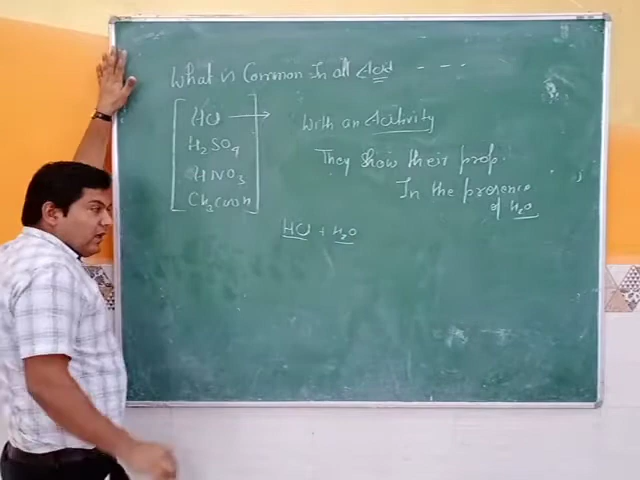 What is Common In all Acid - - -
HCl →
H₂SO₄
HNO₃
CH₃COOH
With an Activity
They show their prop.
In the presence
of H₂O
HCl + H₂O